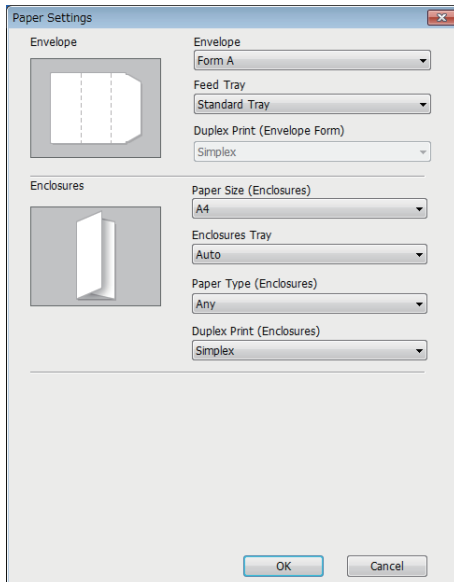 Paper Settings
Envelope
Envelope
Form A
Feed Tray
Standard Tray
Duplex Print (Envelope Form)
Simplex
Enclosures
Paper Size (Enclosures)
A4
Enclosures Tray
Auto
Paper Type (Enclosures)
Any
Duplex Print (Enclosures)
Simplex
OK
Cancel